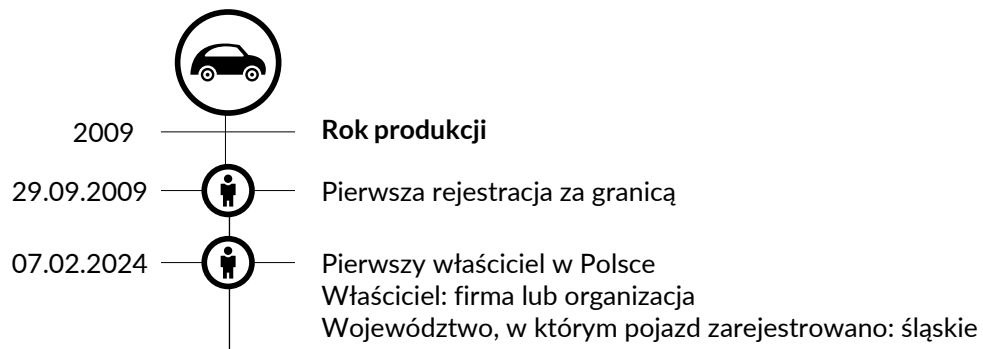 2009 Rok produkcji
29.09.2009 Pierwsza rejestracja za granicą
07.02.2024 Pierwszy właściciel w Polsce
Właściciel: firma lub organizacja
Województwo, w którym pojazd zarejestrowano: śląskie